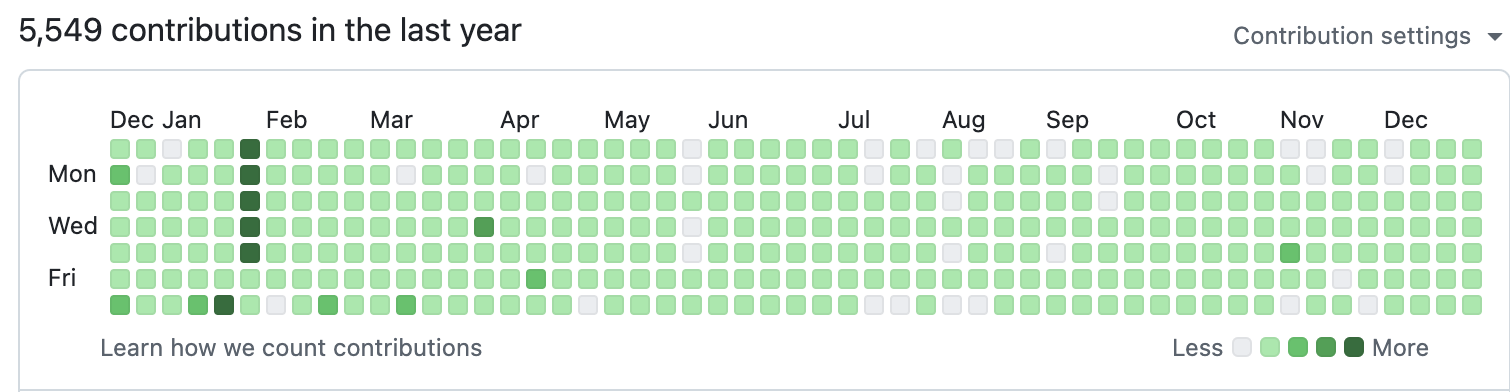 5,549 contributions in the last year
Contribution settings
Dec Jan Feb Mar Apr May Jun Jul Aug Sep Oct Nov Dec
Mon
Wed
Fri
Learn how we count contributions
Less More